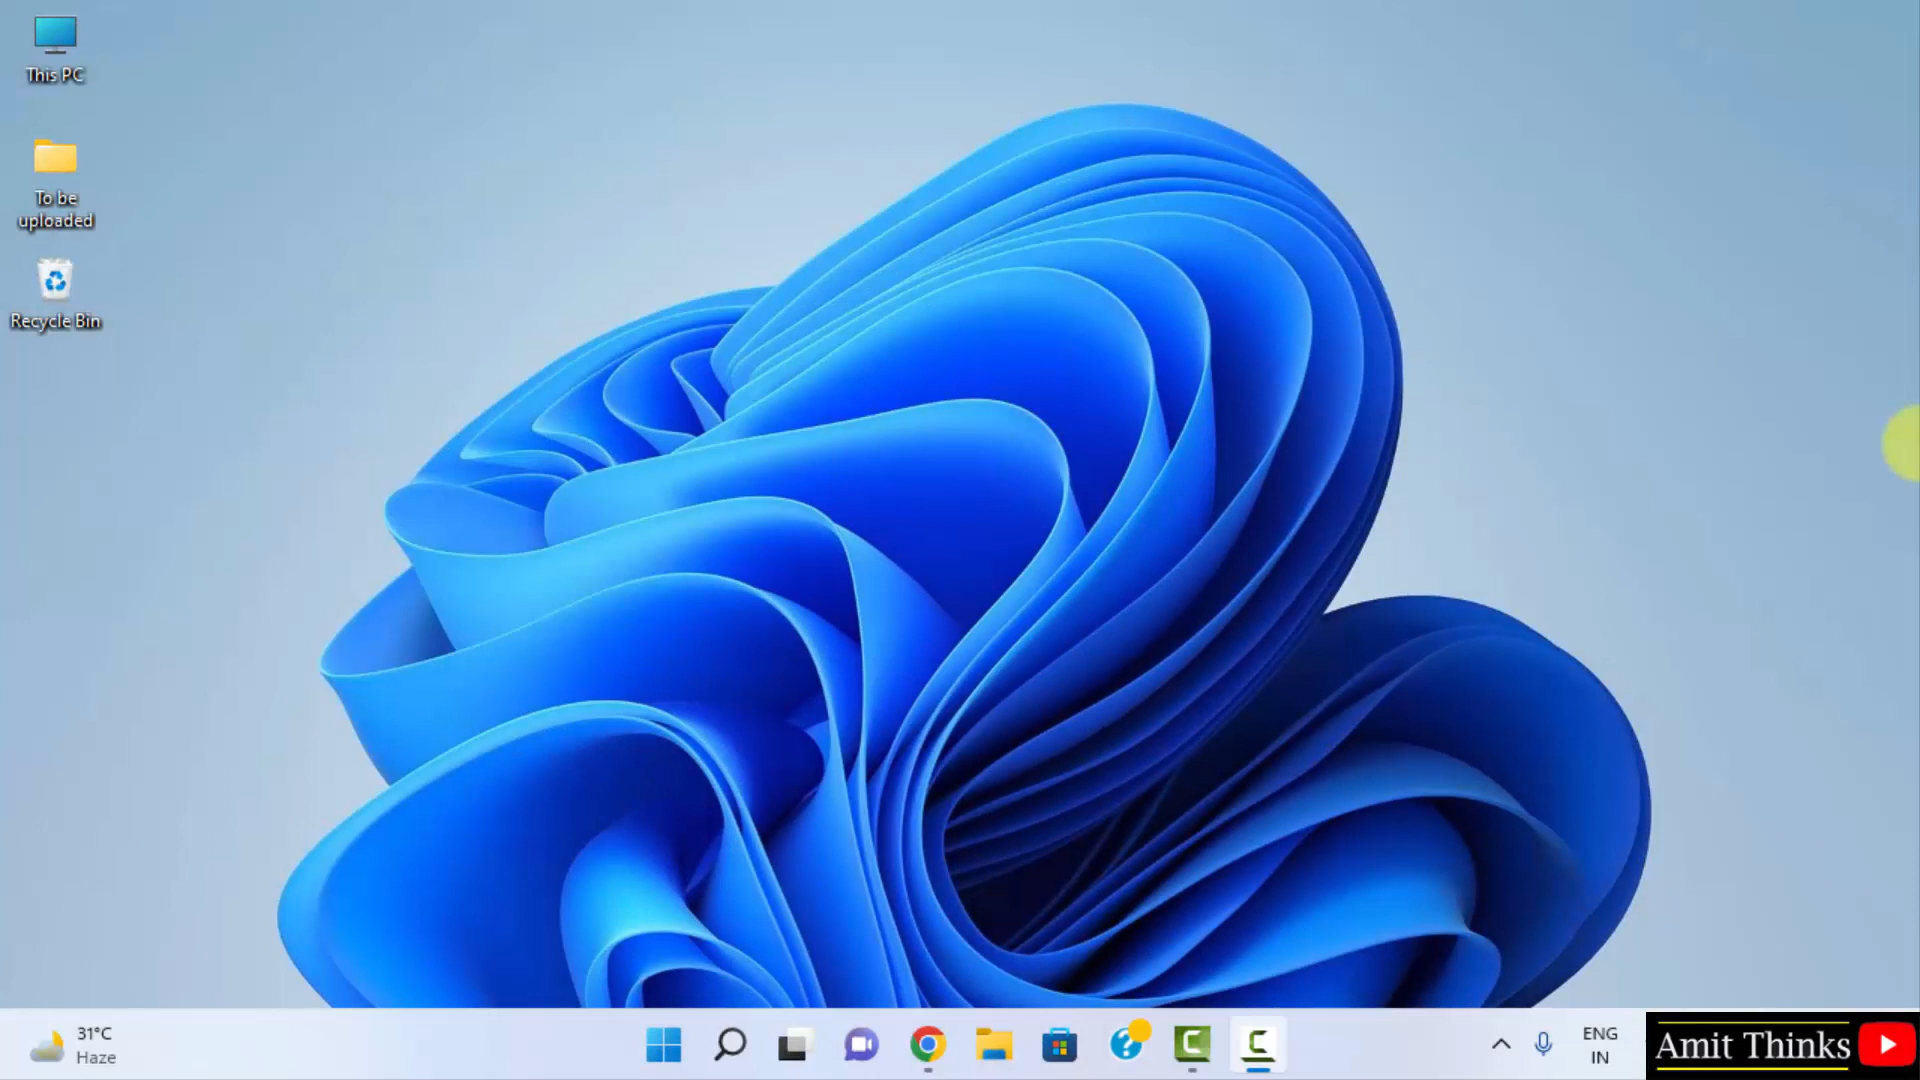 This PC
To be
uploaded
Recycle Bin
31°C
Haze
ENG
IN
Amit Thinks